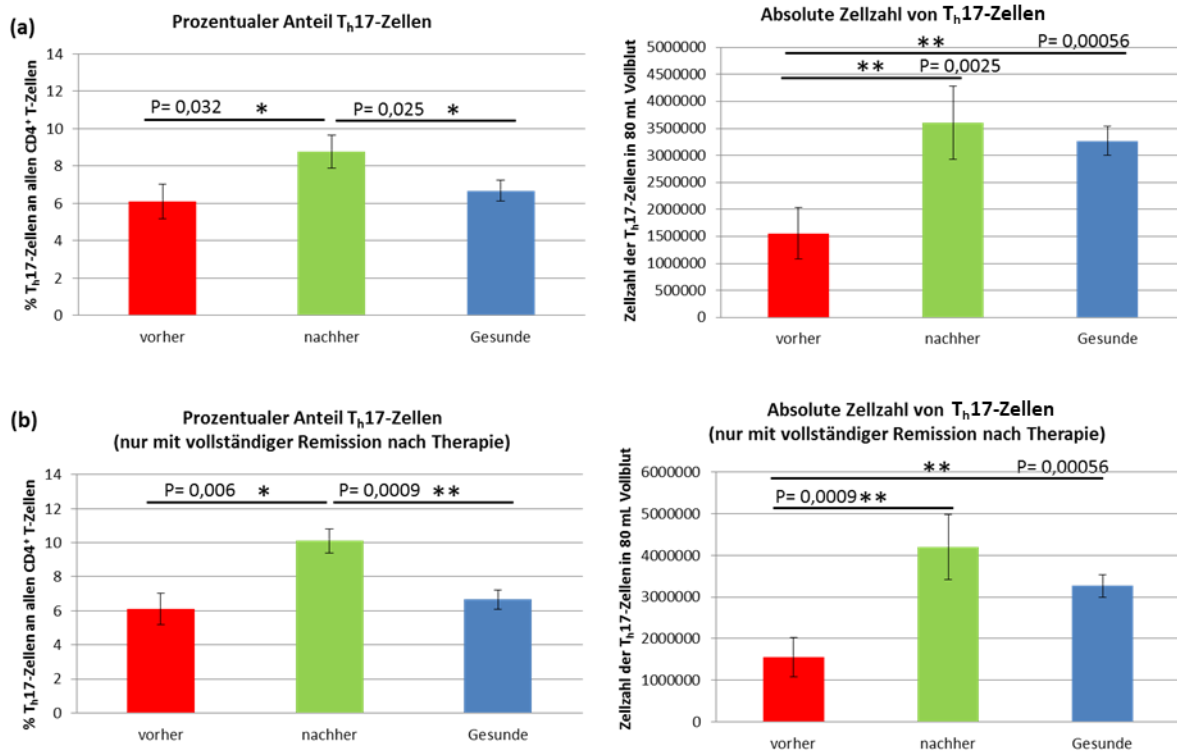 (a)
Prozentualer Anteil Th17-Zellen
% Th17-Zellen an allen CD4+ T-Zellen
14
12
10
8
6
4
2
0
P= 0,032 *
P= 0,025 *
vorher
nachher
Gesunde
Absolute Zellzahl von Th17-Zellen
Zellzahl der Th17-Zellen in 80 mL Vollblut
5000000
4500000
4000000
3500000
3000000
2500000
2000000
1500000
1000000
500000
0
** P= 0,00056
** P= 0,0025
vorher
nachher
Gesunde
(b)
Prozentualer Anteil Th17-Zellen
(nur mit vollständiger Remission nach Therapie)
% Th17-Zellen an allen CD4+ T-Zellen
14
12
10
8
6
4
2
0
P= 0,006 *
P= 0,0009 **
vorher
nachher
Gesunde
Absolute Zellzahl von Th17-Zellen
(nur mit vollständiger Remission nach Therapie)
Zellzahl der Th17-Zellen in 80 mL Vollblut
6000000
5000000
4000000
3000000
2000000
1000000
0
** P= 0,00056
P= 0,0009**
vorher
nachher
Gesunde